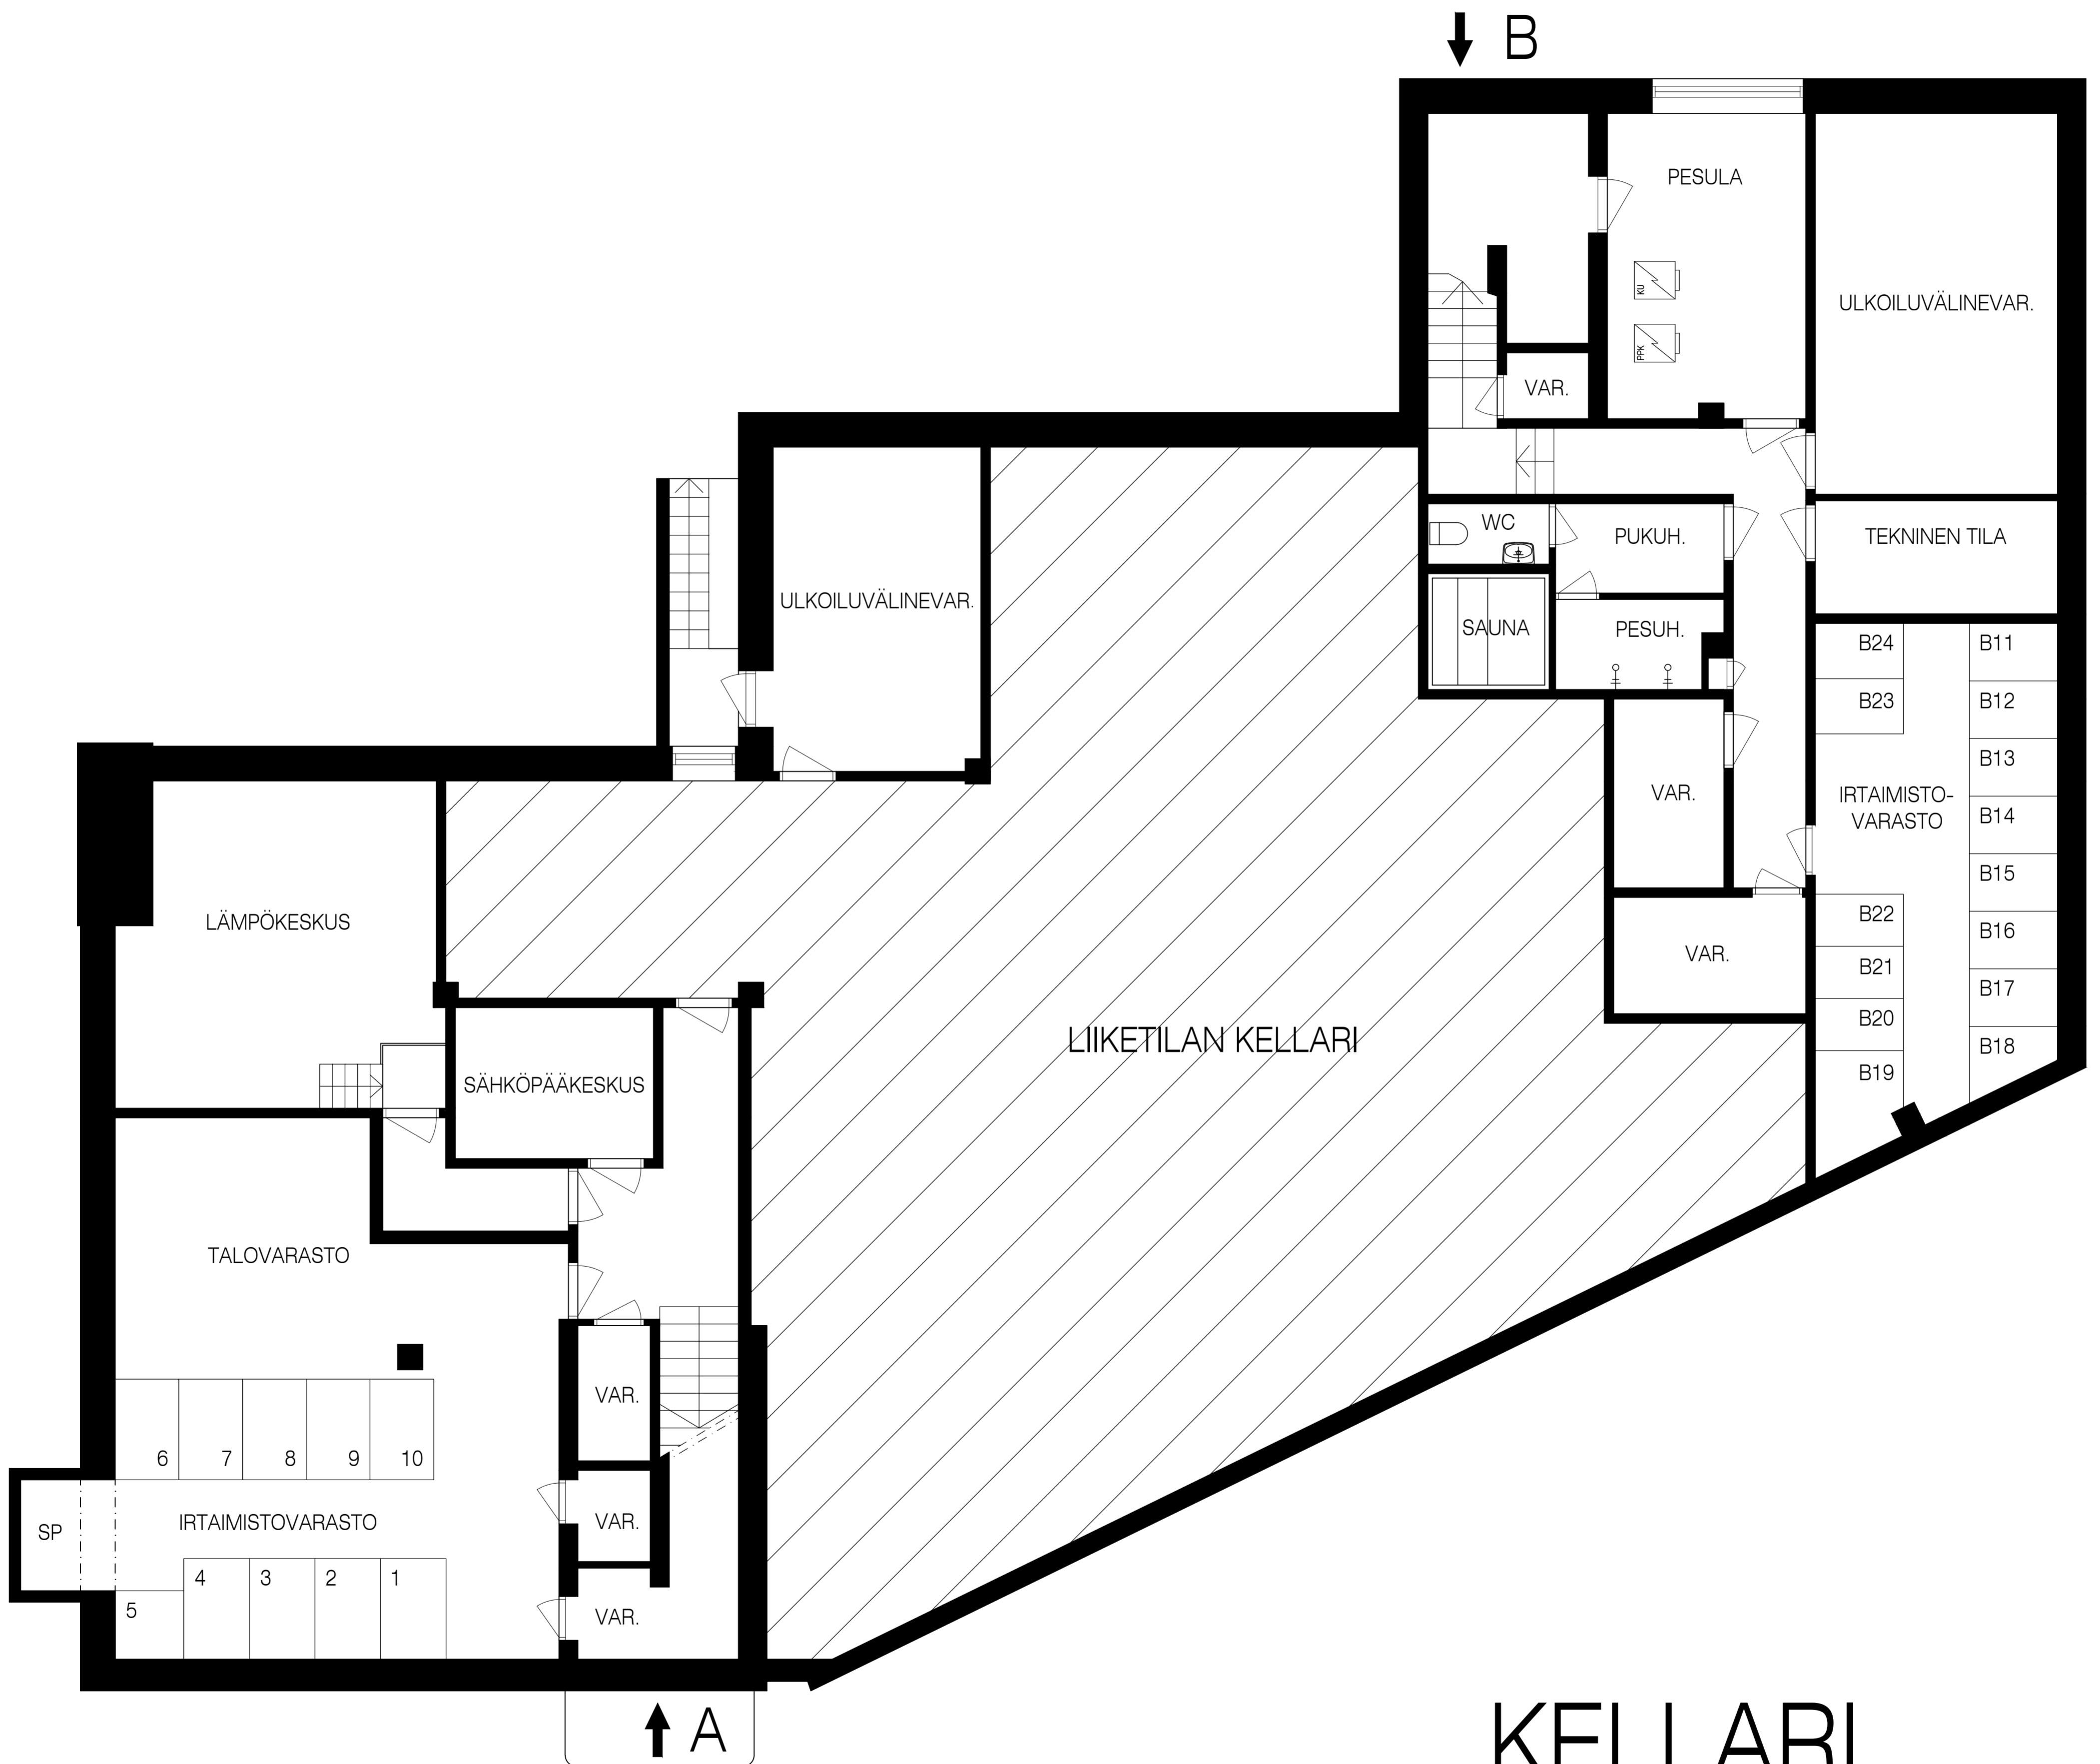 B
PESULA
KU
PPK
ULKOILUVÄLINEVAR.
VAR.
WC
PUKUH.
TEKNINEN TILA
SAUNA
PESUH.
ULKOILUVÄLINEVAR.
B24
B11
B23
B12
B13
IRTAIMISTO-
VARASTO
B14
VAR.
B15
B22
B16
B21
B17
B20
B18
B19
VAR.
LÄMPÖKESKUS
LIIKETILAN KELLARI
SÄHKÖPÄÄKESKUS
TALOVARASTO
VAR.
6
7
8
9
10
SP
IRTAIMISTOVARASTO
VAR.
4
3
2
1
5
VAR.
A
KELLARI